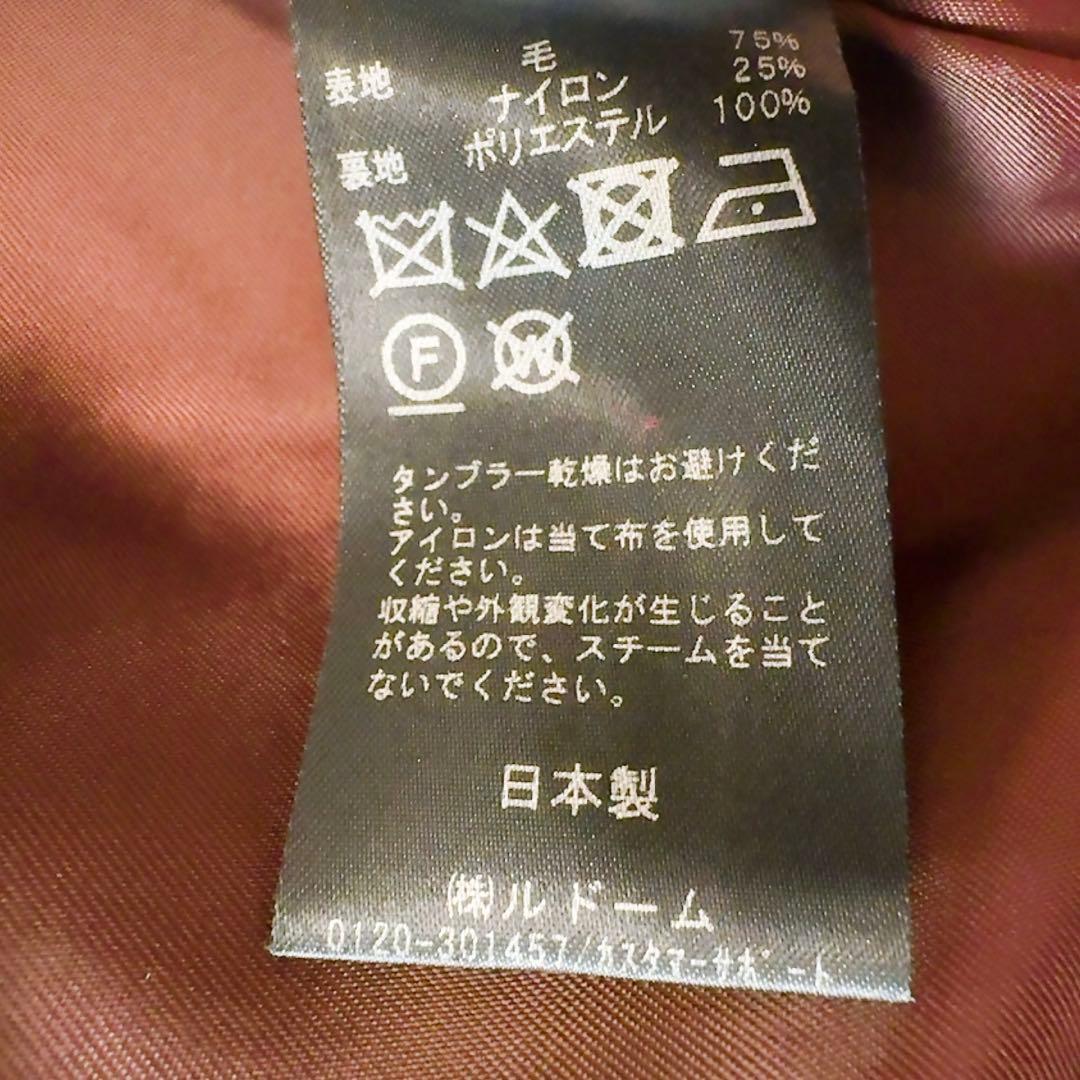 表地 毛 75%
ナイロン 25%
裏地 ポリエステル 100%
F W
タンブラー乾燥はお避けくだ
さい。
アイロンは当て布を使用して
ください。
収縮や外観変化が生じること
があるので、スチームを当て
ないでください。
日本製
(株)ルドーム
0120-301457/カスタマーサポート